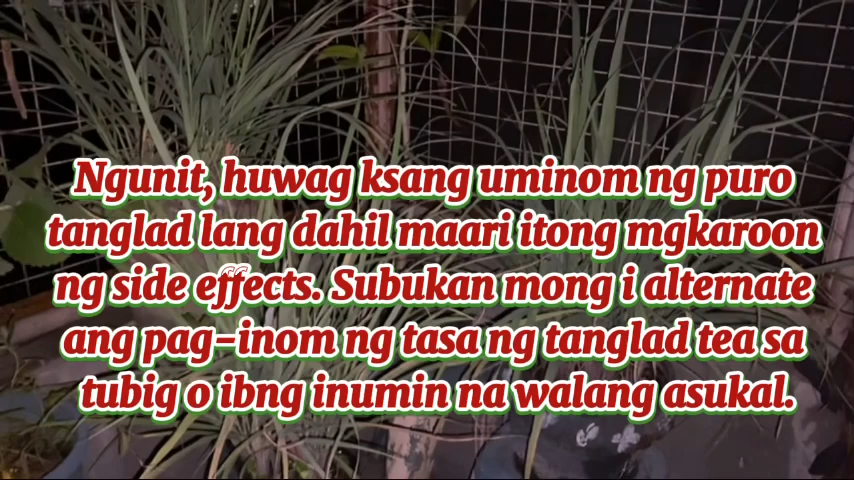 Ngunit, huwag ksang uminom ng puro
tanglad lang dahil maari itong mgkaroon
ng side effects. Subukan mong i alternate
ang pag-inom ng tasa ng tanglad tea sa
tubig o ibng inumin na walang asukal.